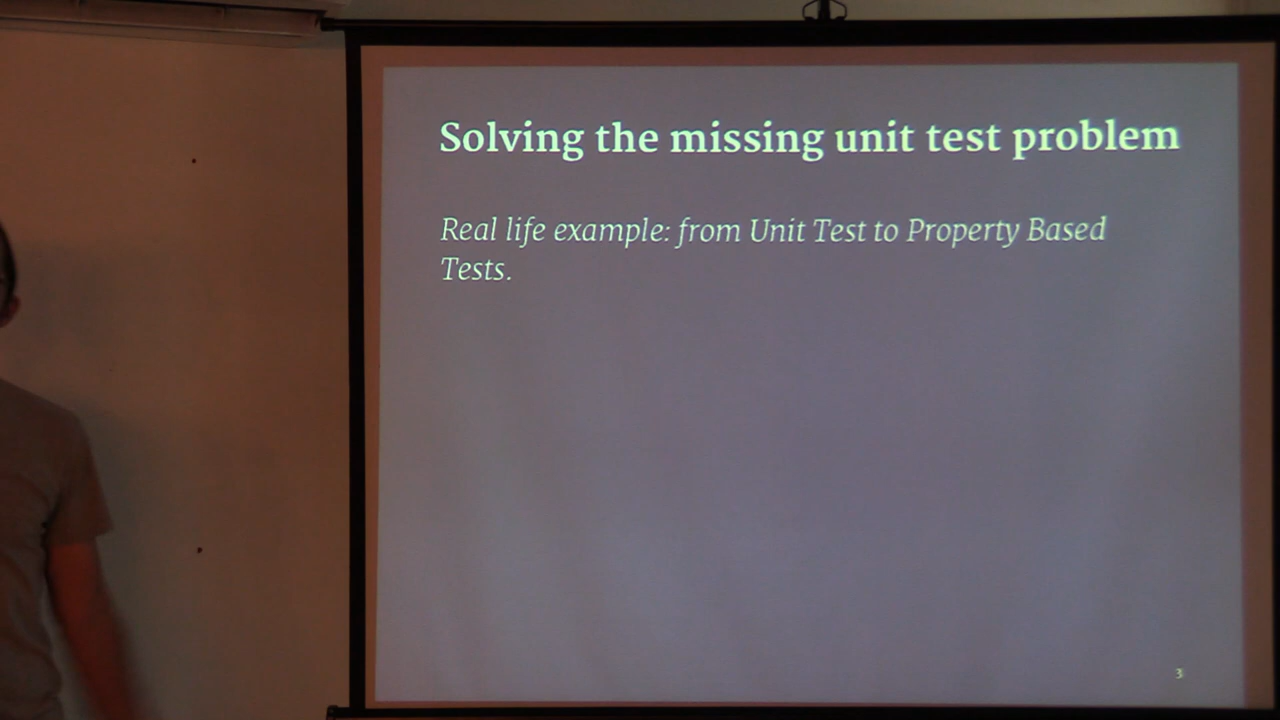 Solving the missing unit test problem
Real life example: from Unit Test to Property Based
Tests.
3